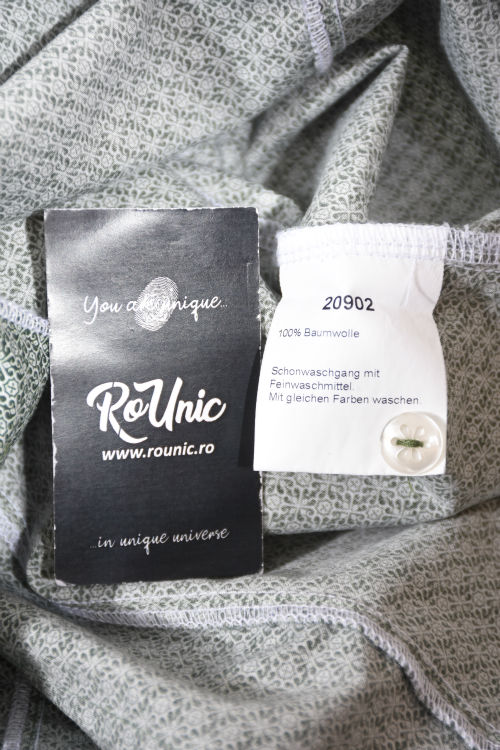 You are unique...
RoUnic
www.rounic.ro
...in unique universe
20902
100% Baumwolle
Schonwaschgang mit
Feinwaschmittel.
Mit gleichen Farben waschen.